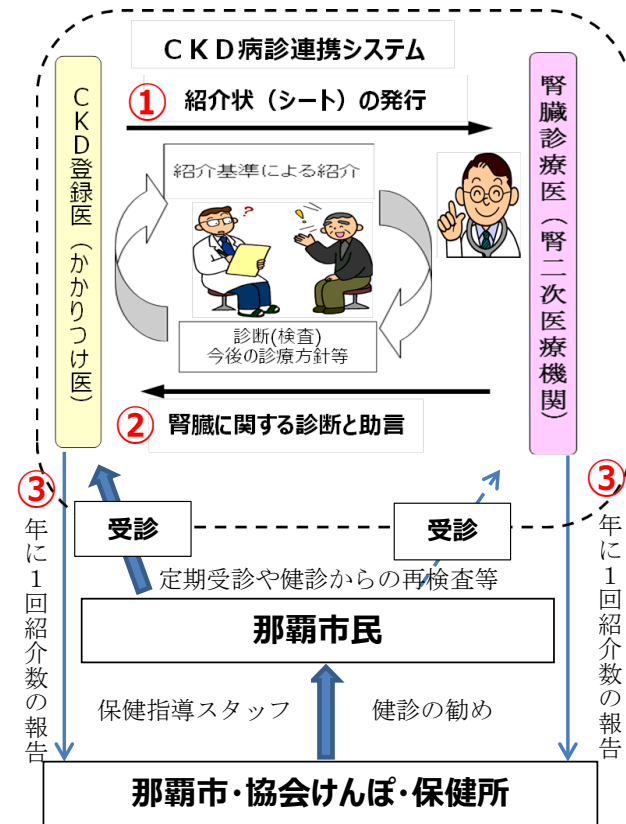 CKD病診連携システム
① 紹介状（シート）の発行
CKD登録医（かかりつけ医）
腎臓診療医（腎二次医療機関）
紹介基準による紹介
?
!
診断(検査)
今後の診療方針等
② 腎臓に関する診断と助言
③
年に１回紹介数の報告
③
年に１回紹介数の報告
受診
受診
定期受診や健診からの再検査等
那覇市民
保健指導スタッフ
健診の勧め
那覇市･協会けんぽ･保健所